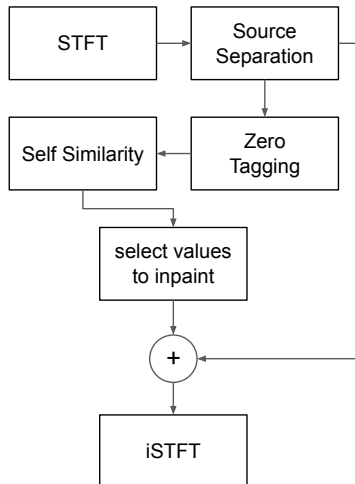 STFT
Source
Separation
Self Similarity
Zero
Tagging
select values
to inpaint
+
iSTFT